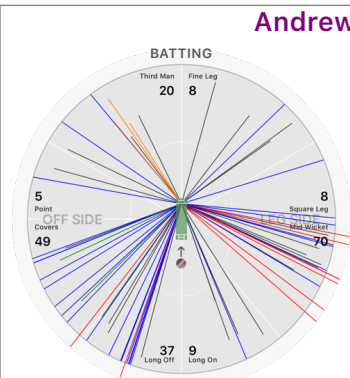 Andrew
BATTING
Third Man Fine Leg
20 8
5 8
Point Square Leg
OFF SIDE LEG SIDE
Covers Mid Wicket
49 70
37 9
Long Off Long On